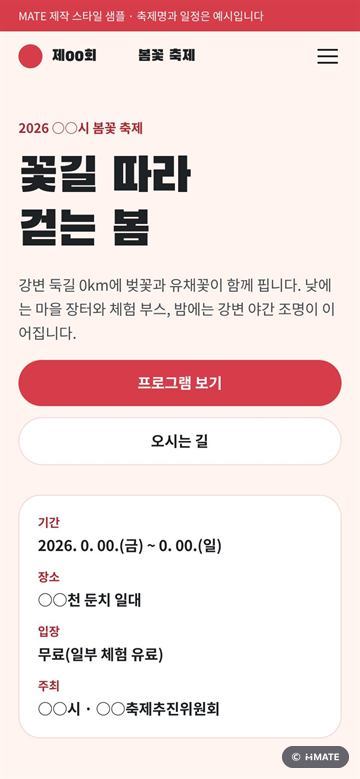 MATE 제작 스타일 샘플 · 축제명과 일정은 예시입니다
제00회 봄꽃 축제
2026 ○○시 봄꽃 축제
꽃길 따라
걷는 봄
강변 둑길 0km에 벚꽃과 유채꽃이 함께 핍니다. 낮에
는 마을 장터와 체험 부스, 밤에는 강변 야간 조명이 이
어집니다.
프로그램 보기
오시는 길
기간
2026. 0. 00.(금) ~ 0. 00.(일)
장소
○○천 둔치 일대
입장
무료(일부 체험 유료)
주최
○○시 · ○○축제추진위원회
© MATE